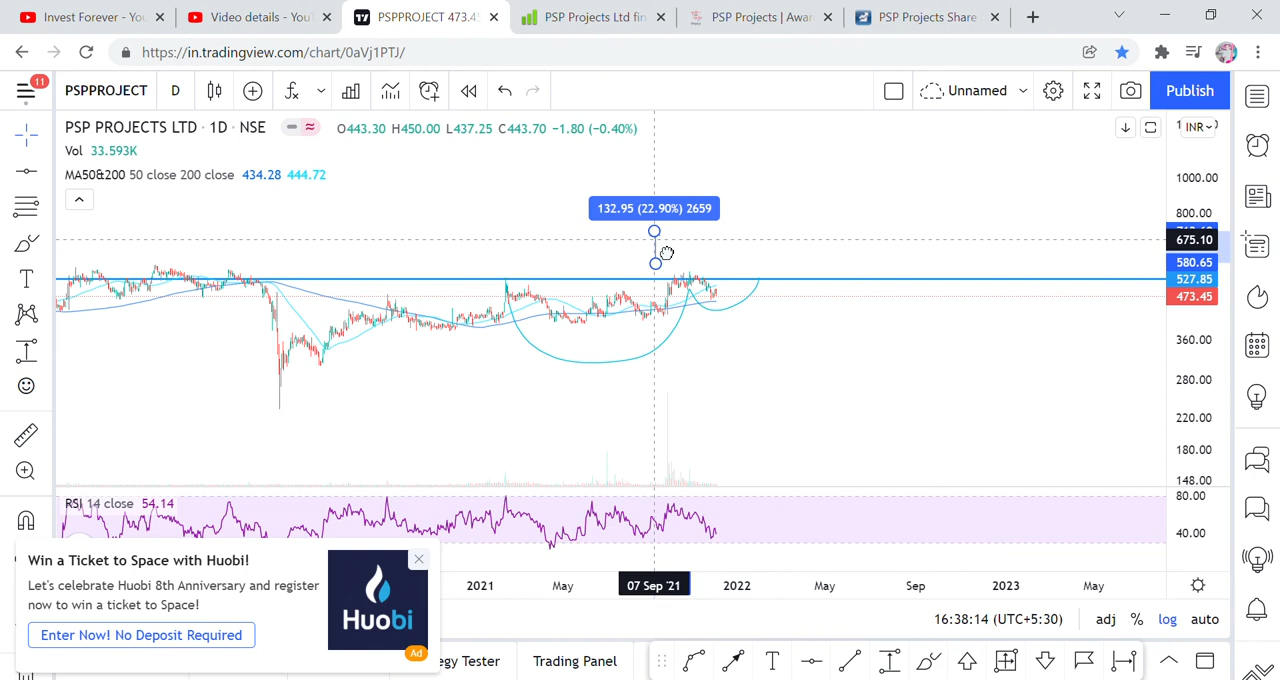 Invest Forever - Yo
Video details - You
PSPPROJECT 473.4
PSP Projects Ltd fin
PSP Projects | Awar
PSP Projects Share
https://in.tradingview.com/chart/0aVj1PTJ/
11
PSPPROJECT
D
Unnamed
Publish
PSP PROJECTS LTD · 1D · NSE
O443.30 H450.00 L437.25 C443.70 −1.80 (−0.40%)
INR
Vol 33.593K
MA50&200 50 close 200 close 434.28 444.72
1000.00
132.95 (22.90%) 2659
800.00
675.10
580.65
527.85
473.45
360.00
280.00
220.00
180.00
148.00
RSI 14 close 54.14
80.00
40.00
Win a Ticket to Space with Huobi!
Let's celebrate Huobi 8th Anniversary and register
now to win a ticket to Space!
Enter Now! No Deposit Required
Huobi
Ad
2021
May
07 Sep '21
2022
May
Sep
2023
May
16:38:14 (UTC+5:30)
adj
%
log
auto
egy Tester
Trading Panel